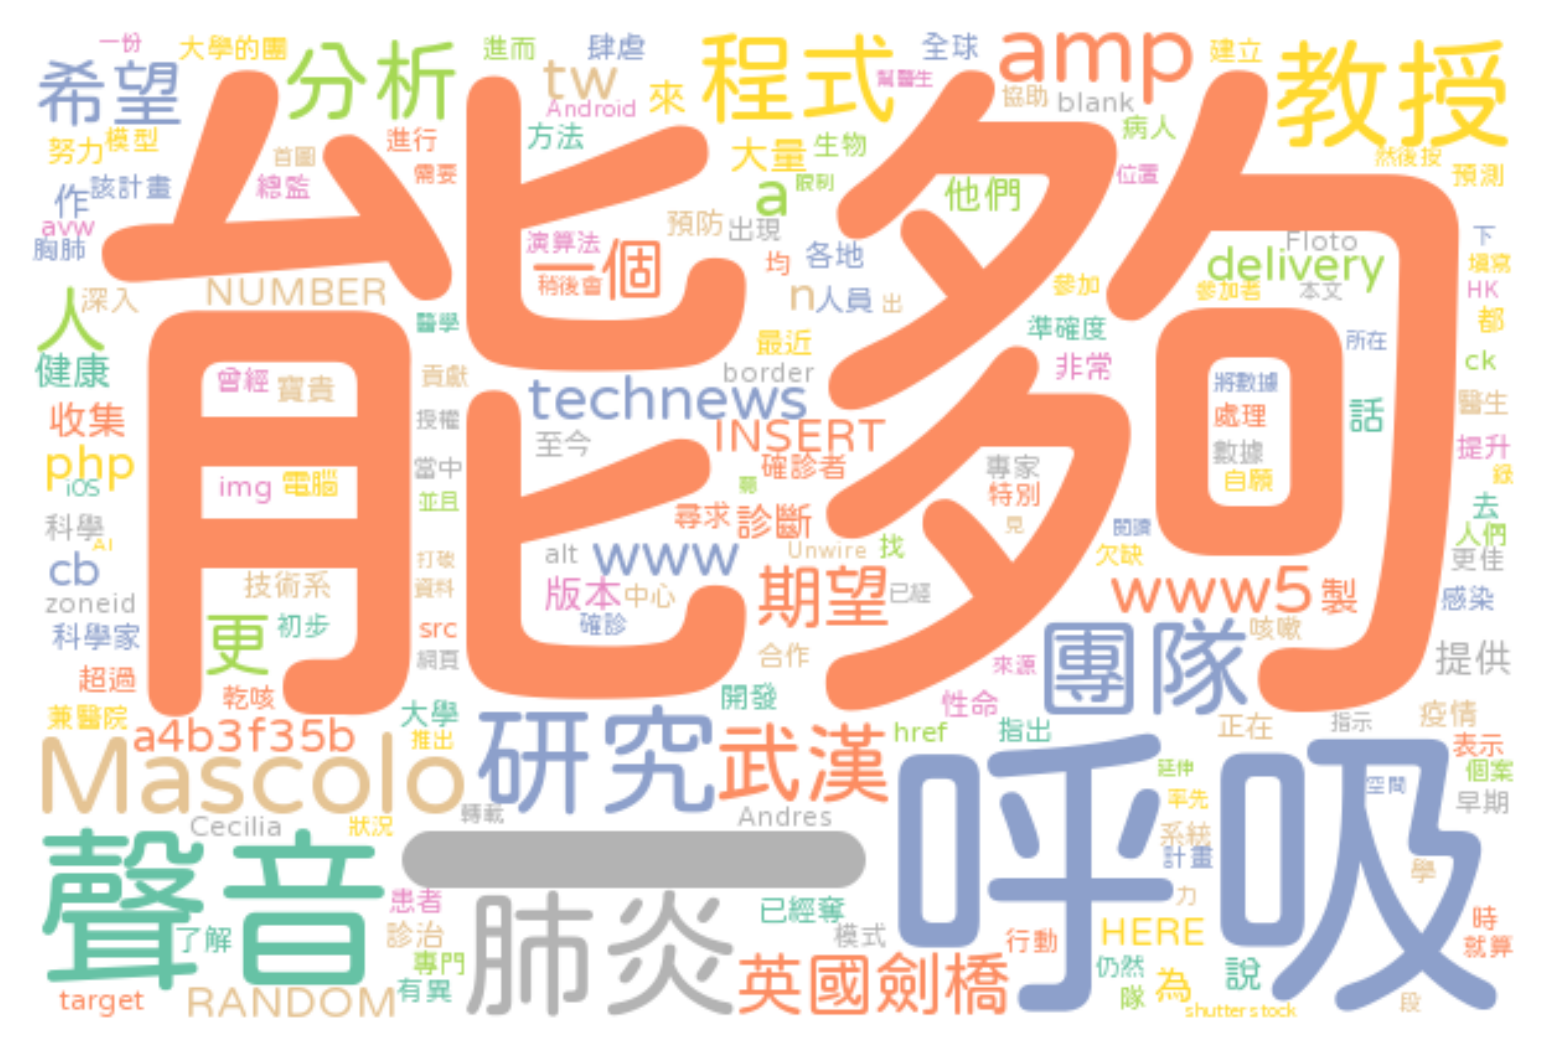 一份
大學的團
希望
分析
進而
肆虐
tw
Android
來
程式
幫醫生
全球
amp
協助
blank
建立
教授
努力
模型
首圖
進行
需要
方法
大量
生物
病人
然後按
作
該計畫
總監
a
限制
他們
位置
預測
avw
胸肺
能夠
演算法
一個
稍後會
預防
出現
均
各地
n
人員
出
參加
delivery
Floto
參加者
本文
下
填寫
HK
都
人
深入
NUMBER
醫學
最近
準確度
非常
所在
ck
健康
曾經
寶貴
貢獻
technews
border
將數據
處理
數據
自願
話
醫生
收集
授權
至今
INSERT
確診者
專家
特別
提升
錄
php
iOS
img
電腦
當中
並且
聽
尋求
診斷
見
閱讀
去
人們
科學
AI
打破
alt
www
Unwire
找
欠缺
更佳
cb
zoneid
技術系
資料
版本
中心
期望
已經
www5
製
感染
科學家
更
初步
src
網頁
確診
合作
來源
團隊
咳嗽
提供
超過
乾咳
開發
性命
兼醫院
a4b3f35b
大學
推出
研究
武漢
href
指出
正在
指示
疫情
表示
Mascolo
呼吸
延伸
空間
個案
Cecilia
狀況
轉載
Andres
率先
早期
聲音
一
系統
計畫
學
患者
肺炎
已經奪
力
了解
診治
模式
行動
HERE
時
就算
專門
有異
英國劍橋
仍然
隊
為
說
target
RANDOM
shutterstock
段